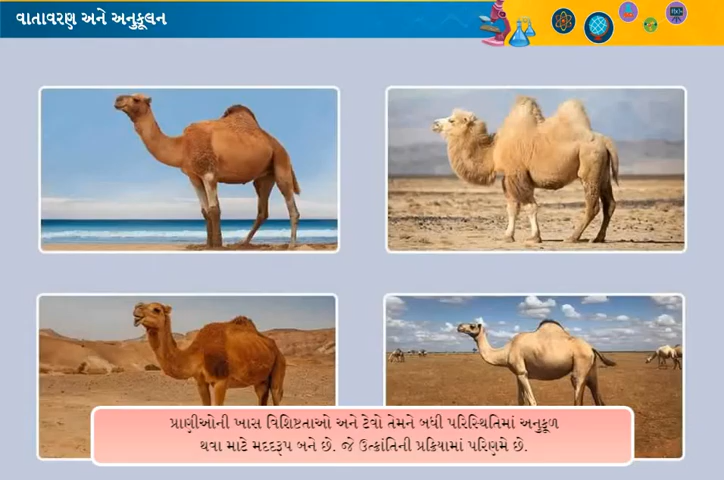 વાતાવરણ અને અનુકૂલન
પ્રાણીઓની ખાસ વિશિષ્ટતાઓ અને ટેવો તેમને બધી પરિસ્થિતિમાં અનુકૂળ
થવા માટે મદદરૂપ બને છે. જે ઉત્ક્રાંતિની પ્રક્રિયામાં પરિણમે છે.